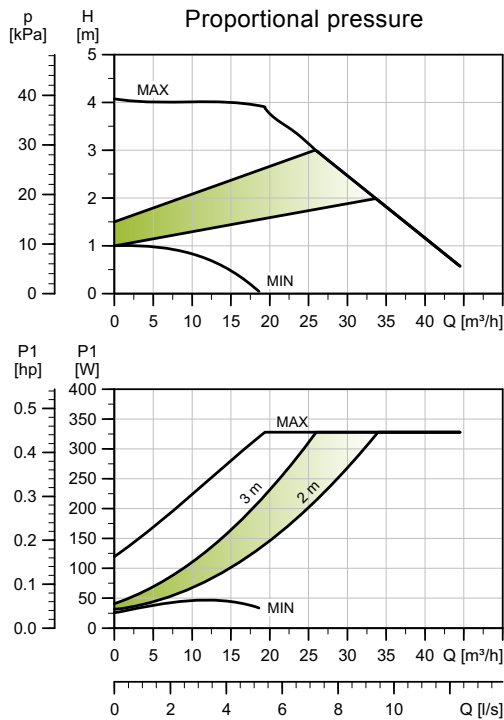 Proportional pressure
p
[kPa]
H
[m]
40
30
20
10
0
5
4
3
2
1
0
MAX
MIN
0 5 10 15 20 25 30 35 40 Q [m³/h]
P1
[hp]
P1
[W]
0.5
0.4
0.3
0.2
0.1
0.0
400
350
300
250
200
150
100
50
0
MAX
3 m
2 m
MIN
0 5 10 15 20 25 30 35 40 Q [m³/h]
0 2 4 6 8 10 Q [l/s]